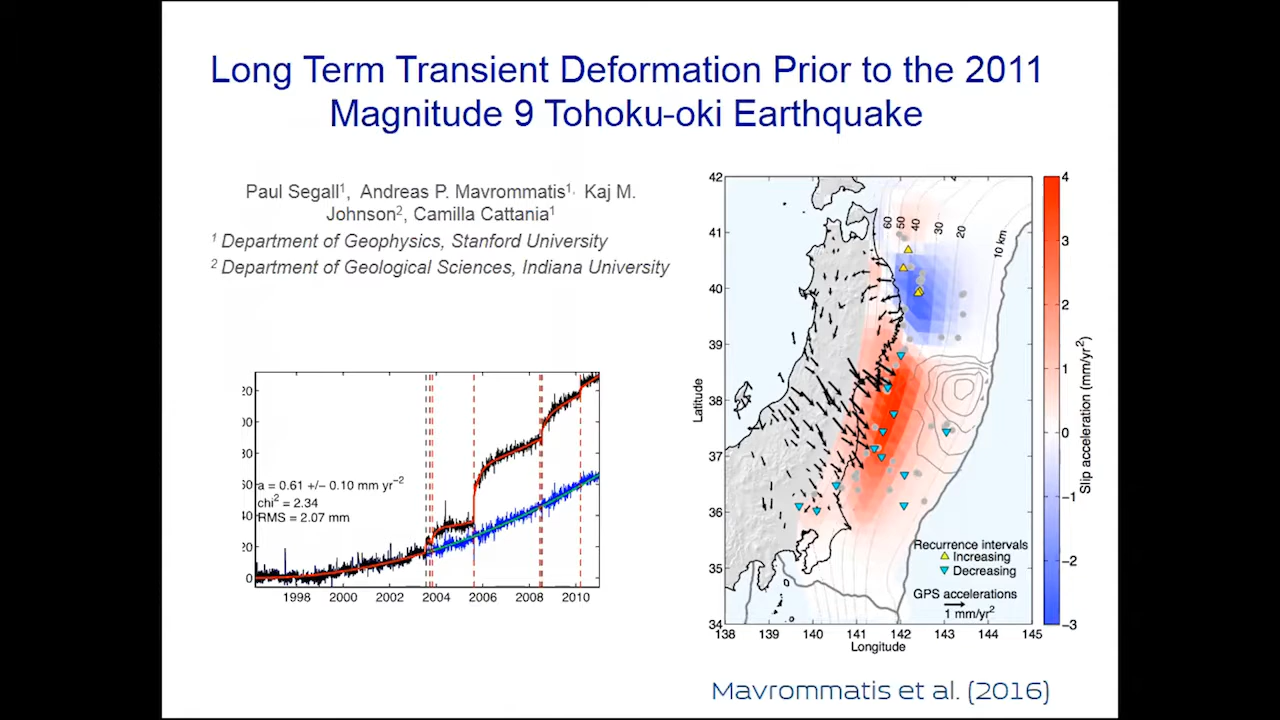 Long Term Transient Deformation Prior to the 2011
Magnitude 9 Tohoku-oki Earthquake
Paul Segall1, Andreas P. Mavrommatis1, Kaj M.
Johnson2, Camilla Cattania1
1 Department of Geophysics, Stanford University
2 Department of Geological Sciences, Indiana University
20
00
80
60
40
20
0
a = 0.61 +/- 0.10 mm yr-2
chi2 = 2.34
RMS = 2.07 mm
1998 2000 2002 2004 2006 2008 2010
42
41
40
39
38
37
36
35
34
Latitude
60 50 40 30 20 10 km
Recurrence intervals
Increasing
Decreasing
GPS accelerations
1 mm/yr2
138 139 140 141 142 143 144 145
Longitude
4
3
2
1
0
−1
−2
−3
Slip acceleration (mm/yr2)
Mavrommatis et al. (2016)